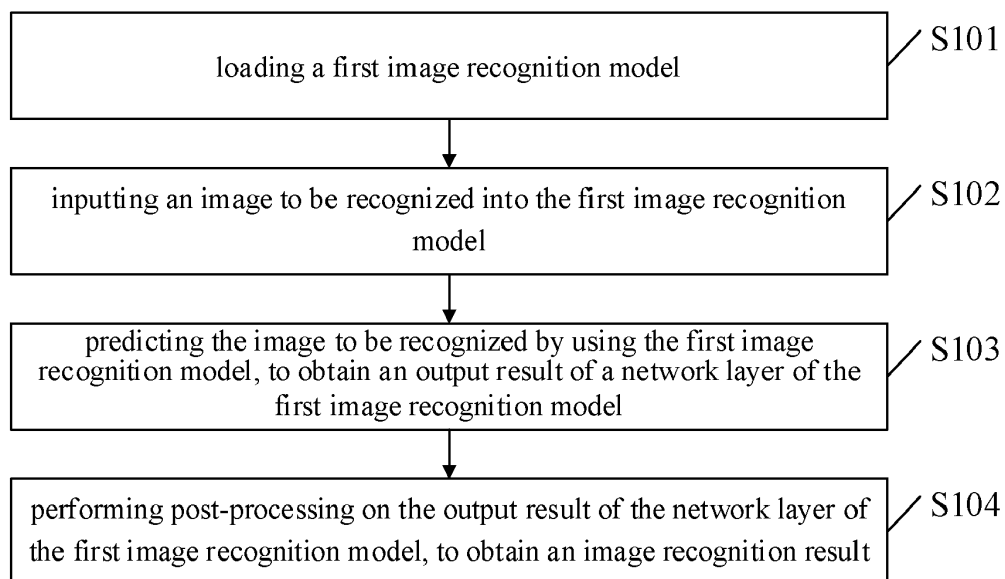 S101
loading a first image recognition model
S102
inputting an image to be recognized into the first image recognition
model
S103
predicting the image to be recognized by using the first image
recognition model, to obtain an output result of a network layer of the
first image recognition model
S104
performing post-processing on the output result of the network layer of
the first image recognition model, to obtain an image recognition result